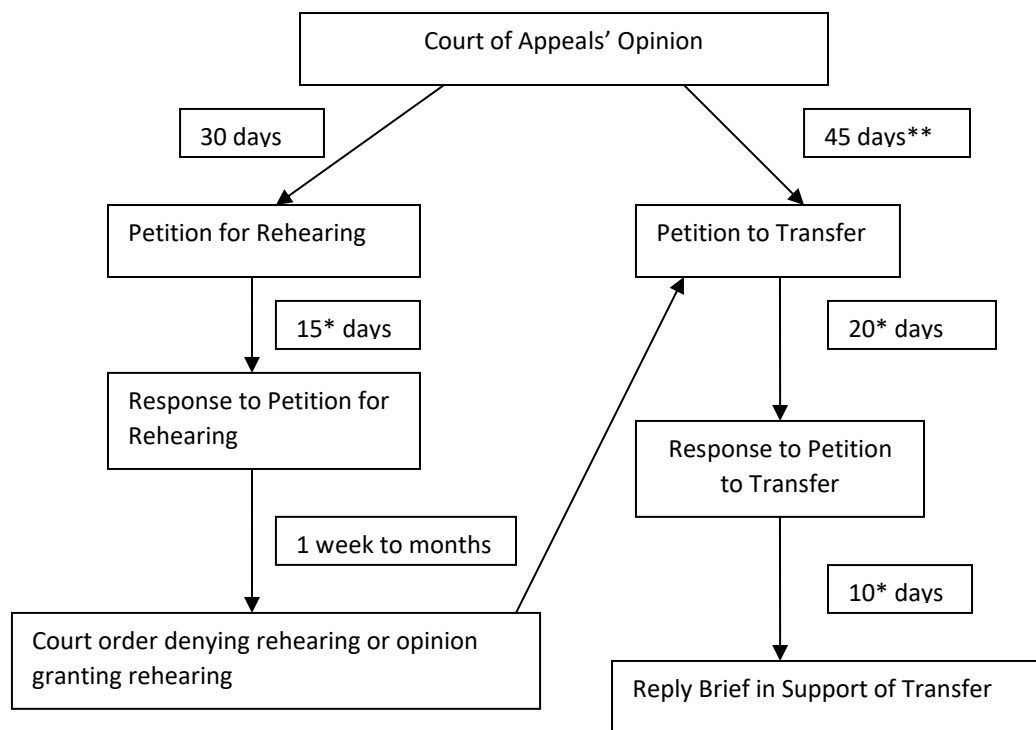 Court of Appeals’ Opinion
30 days
45 days**
Petition for Rehearing
Petition to Transfer
15* days
20* days
Response to Petition for
Rehearing
Response to Petition
to Transfer
1 week to months
10* days
Court order denying rehearing or opinion
granting rehearing
Reply Brief in Support of Transfer